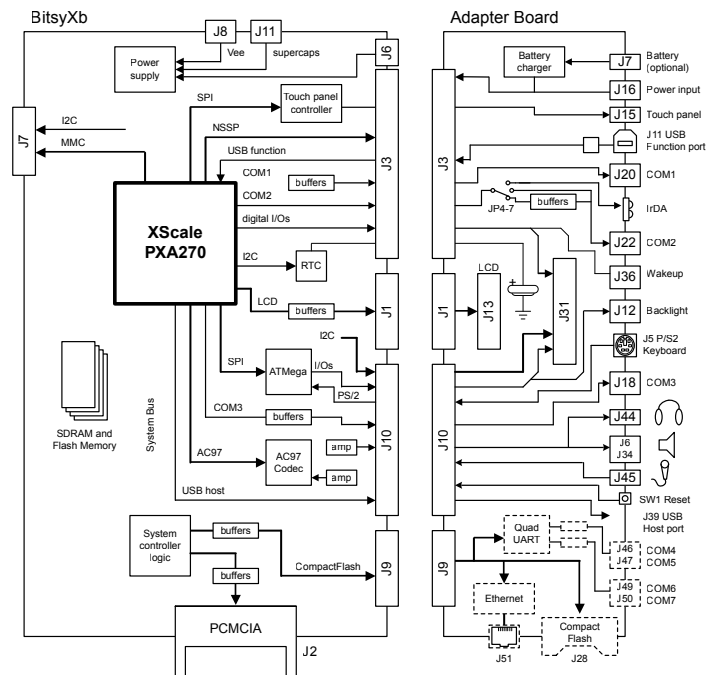 BitsyXb
J8
J11
Vee
supercaps
Power
supply
J6
J7
I2C
MMC
SPI
Touch panel
controller
NSSP
USB function
COM1
buffers
COM2
digital I/Os
J3
XScale
PXA270
I2C
RTC
LCD
buffers
J1
I2C
SPI
ATMega
I/Os
PS/2
COM3
buffers
J10
amp
AC97
AC97
Codec
amp
USB host
SDRAM and
Flash Memory
System Bus
System
controller
logic
buffers
buffers
CompactFlash
J9
PCMCIA
J2
Adapter Board
Battery
charger
J7
Battery
(optional)
J16
Power input
J15
Touch panel
J11 USB
Function port
J3
J20
COM1
JP4-7
buffers
IrDA
J22
COM2
J36
Wakeup
J1
LCD
J13
+
J31
J12
Backlight
J5 P/S2
Keyboard
J18
COM3
J10
J44
J6
J34
J45
SW1 Reset
J39 USB
Host port
J9
Quad
UART
J46
J47
COM4
COM5
Ethernet
J49
J50
COM6
COM7
Compact
Flash
J51
J28